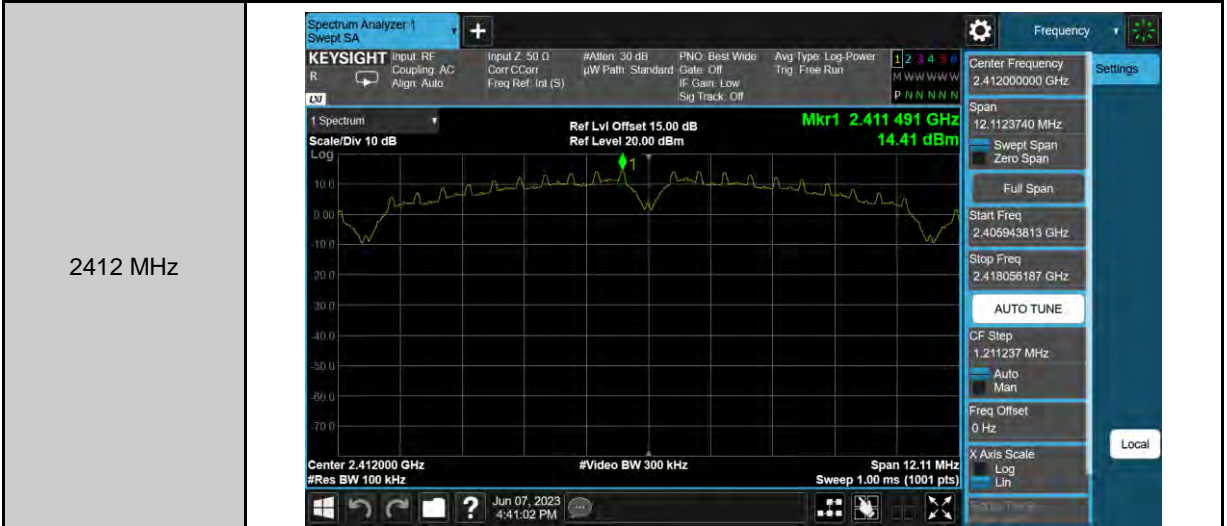 2412 MHz
Spectrum Analyzer 1
Swept SA
+
Frequency
KEYSIGHT
R
LXI
Input: RF
Coupling: AC
Align: Auto
Input Z: 50 Ω
Corr CCorr
Freq Ref: Int (S)
#Atten: 30 dB
µW Path: Standard
PNO: Best Wide
Gate: Off
IF Gain: Low
Sig Track: Off
Avg Type: Log-Power
Trig: Free Run
1 2 3 4 5 6
M W W W W W
P N N N N N
1 Spectrum
Scale/Div 10 dB
Ref Lvl Offset 15.00 dB
Ref Level 20.00 dBm
Mkr1 2.411 491 GHz
14.41 dBm
Log
1
10.0
0.00
-10.0
-20.0
-30.0
-40.0
-50.0
-60.0
-70.0
Center 2.412000 GHz
#Res BW 100 kHz
#Video BW 300 kHz
Span 12.11 MHz
Sweep 1.00 ms (1001 pts)
?
Jun 07, 2023
4:41:02 PM
Center Frequency
2.412000000 GHz
Settings
Span
12.1123740 MHz
Swept Span
Zero Span
Full Span
Start Freq
2.405943813 GHz
Stop Freq
2.418056187 GHz
AUTO TUNE
CF Step
1.211237 MHz
Auto
Man
Freq Offset
0 Hz
X Axis Scale
Log
Lin
Local